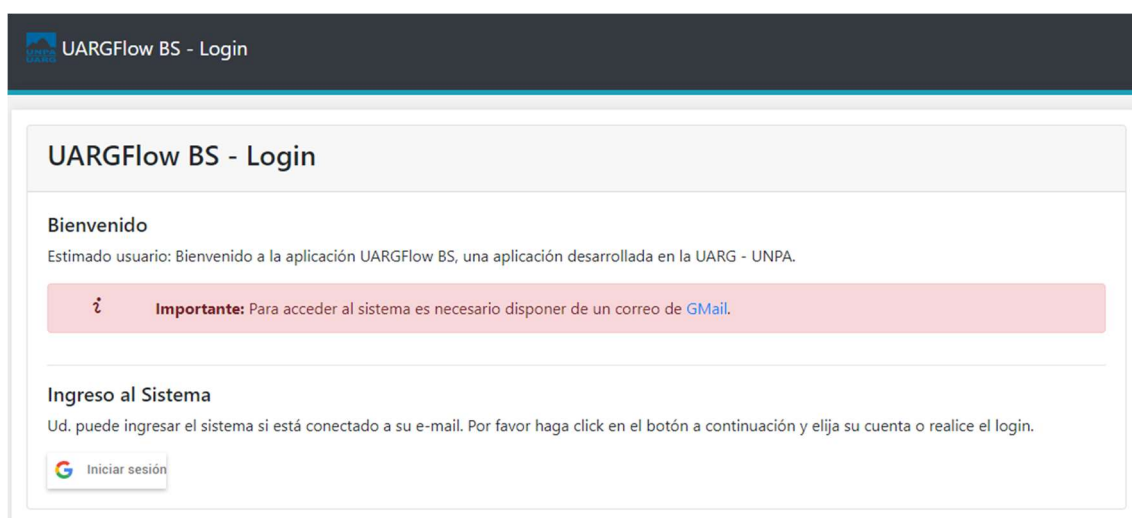 UNPA
UARG
UARGFlow BS - Login
UARGFlow BS - Login
Bienvenido
Estimado usuario: Bienvenido a la aplicación UARGFlow BS, una aplicación desarrollada en la UARG - UNPA.
i Importante: Para acceder al sistema es necesario disponer de un correo de GMail.
Ingreso al Sistema
Ud. puede ingresar el sistema si está conectado a su e-mail. Por favor haga click en el botón a continuación y elija su cuenta o realice el login.
G Iniciar sesión